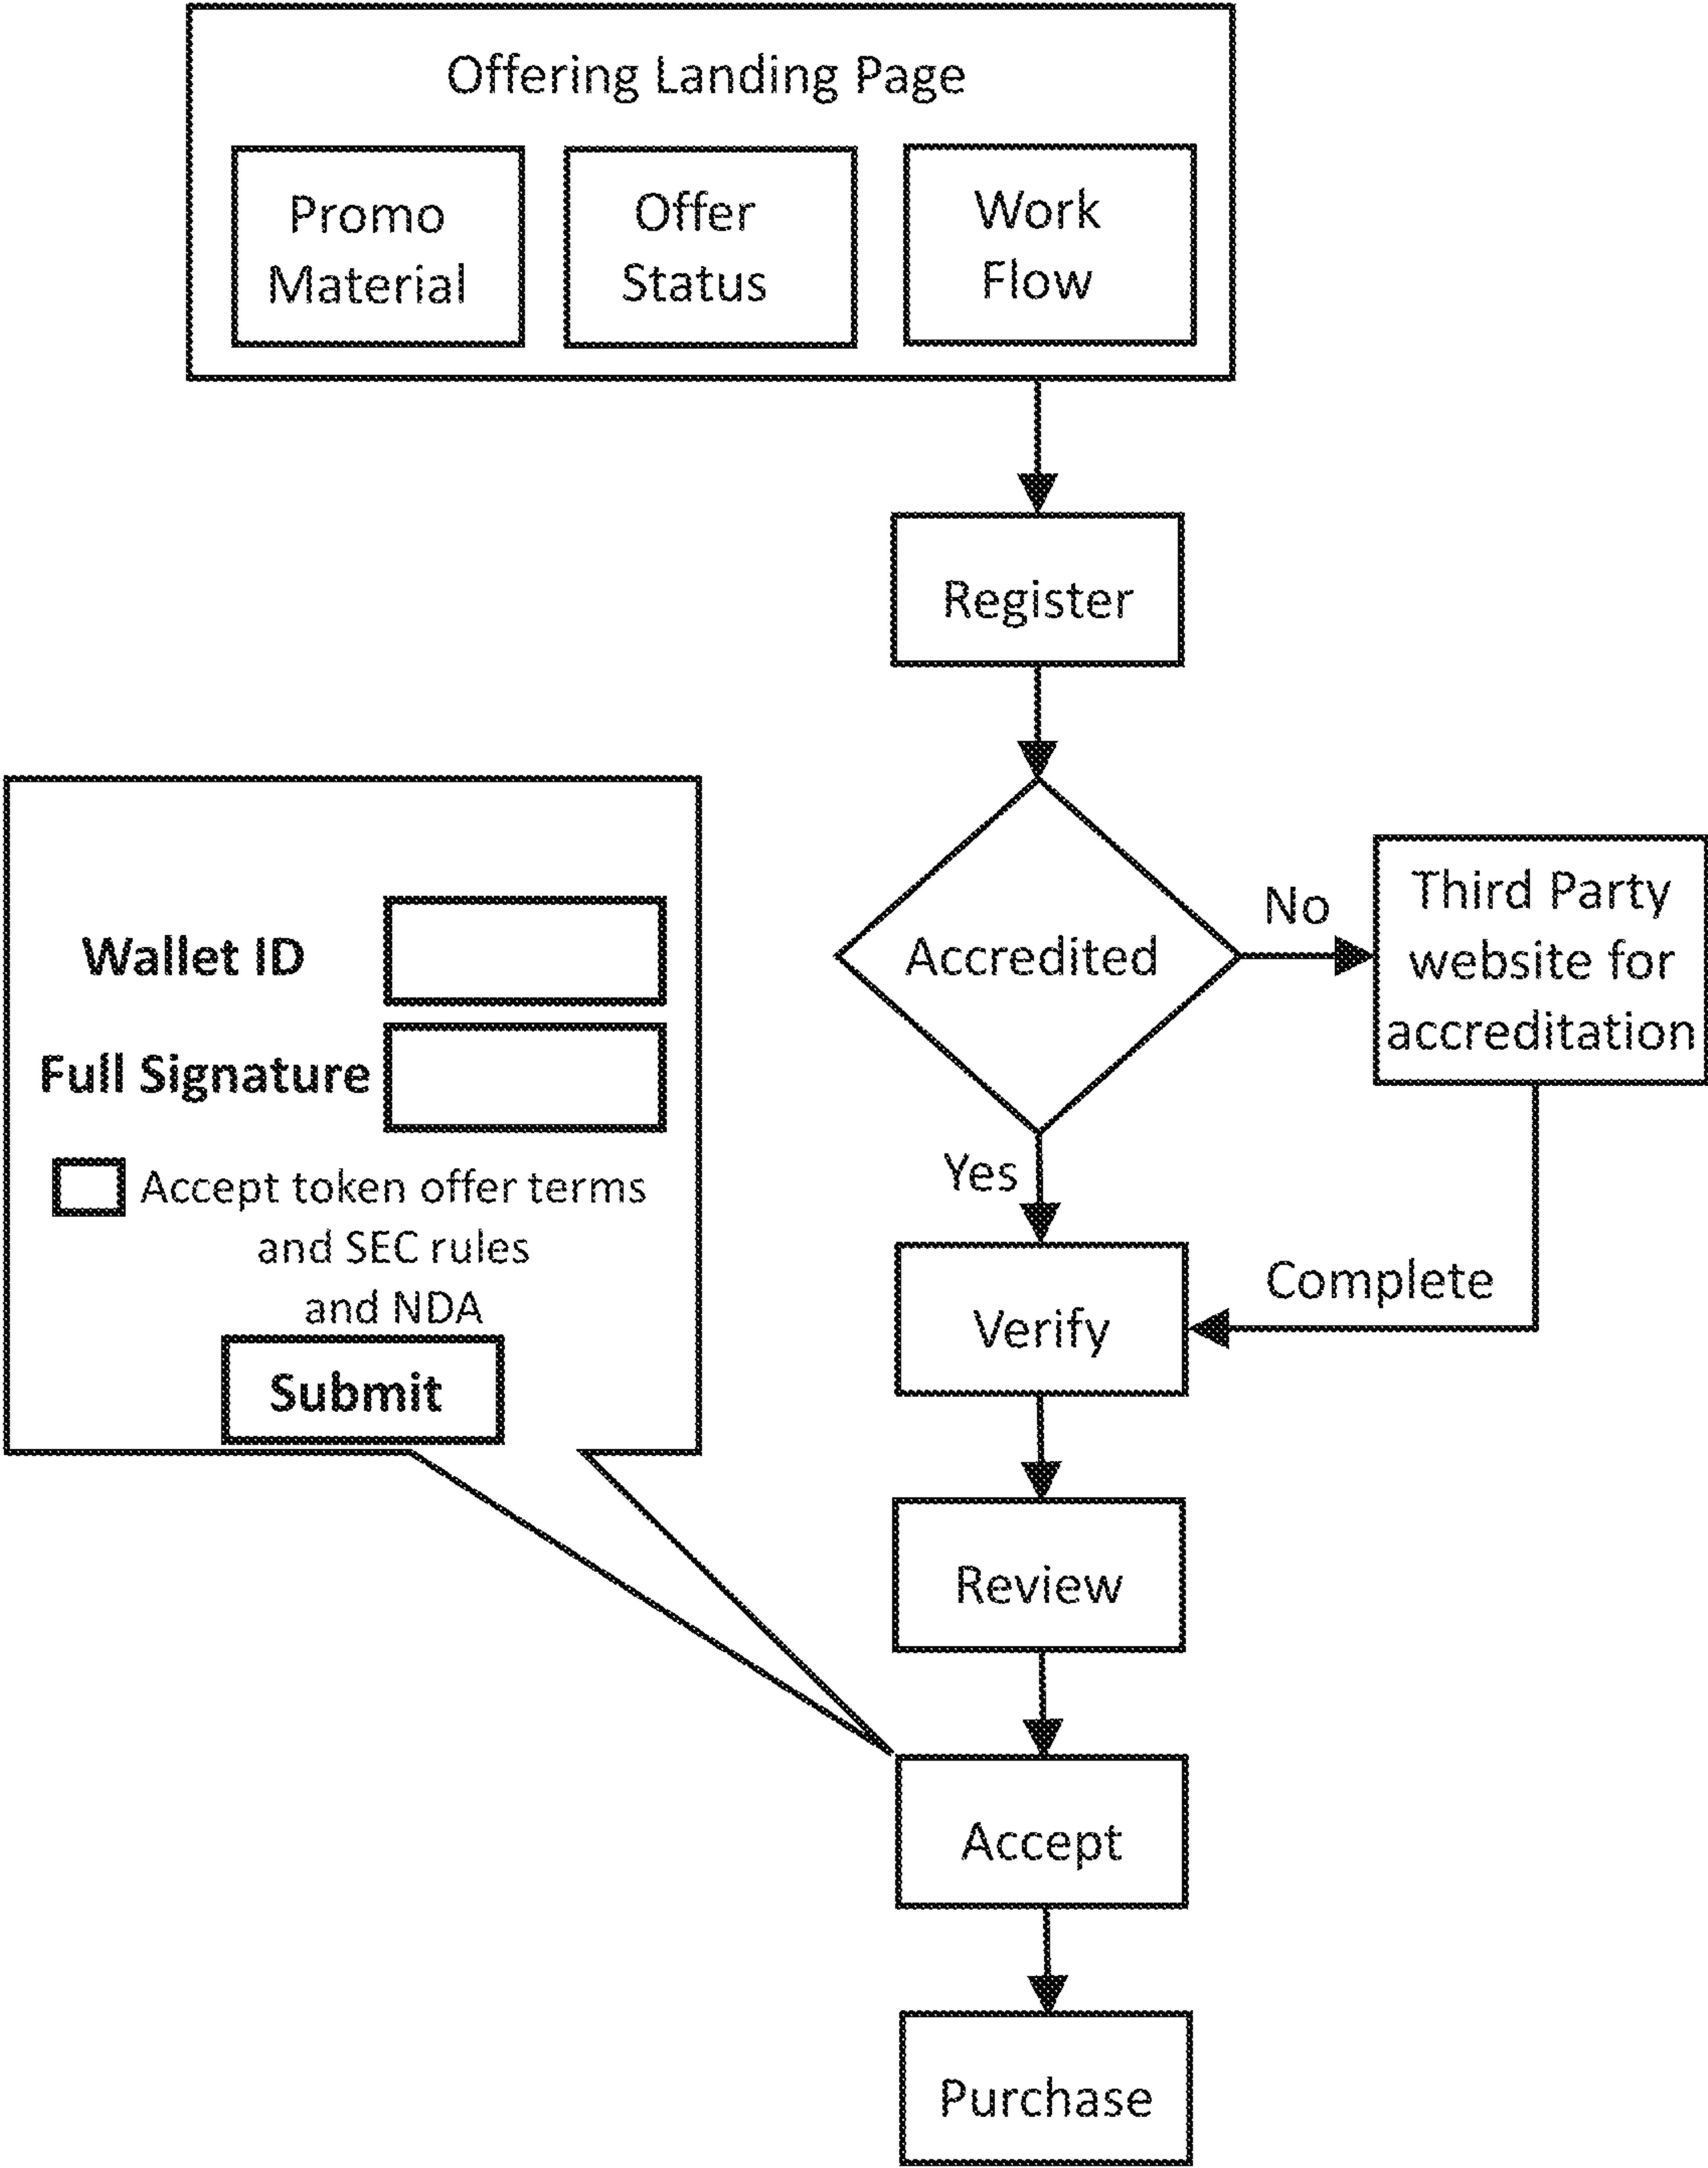 Offering Landing Page
Promo
Material
Offer
Status
Work
Flow
Register
Accredited
No
Third Party
website for
accreditation
Yes
Complete
Verify
Wallet ID
Full Signature
Accept token offer terms
and SEC rules
and NDA
Submit
Review
Accept
Purchase